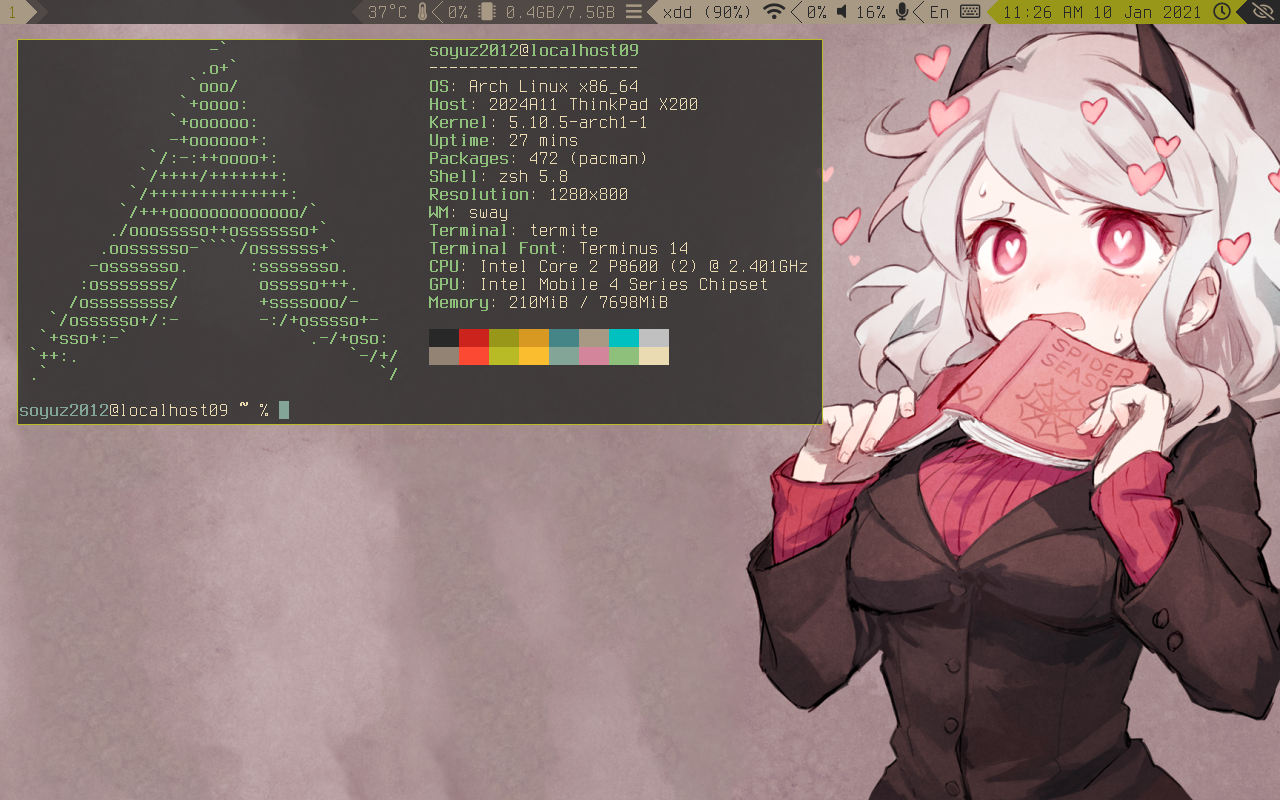 1 37°C 0% 0.4GB/7.5GB xdd (90%) 0% 16% En 11:26 AM 10 Jan 2021
soyuz2012@localhost09
---------------------
OS: Arch Linux x86_64
Host: 2024A11 ThinkPad X200
Kernel: 5.10.5-arch1-1
Uptime: 27 mins
Packages: 472 (pacman)
Shell: zsh 5.8
Resolution: 1280x800
WM: sway
Terminal: termite
Terminal Font: Terminus 14
CPU: Intel Core 2 P8600 (2) @ 2.401GHz
GPU: Intel Mobile 4 Series Chipset
Memory: 210MiB / 7698MiB
soyuz2012@localhost09 ~ %
SPIDER